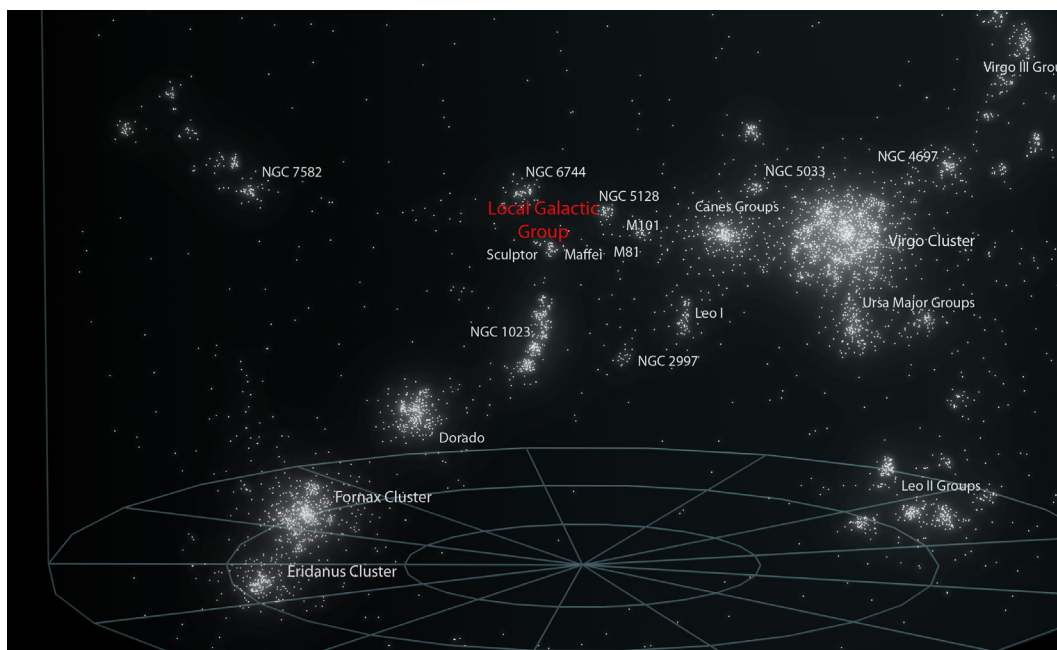 Virgo III Grou
NGC 7582
NGC 6744
NGC 5033
NGC 4697
NGC 5128
Local Galactic
Group
Canes Groups
M101
Virgo Cluster
Sculptor
Maffei
M81
Ursa Major Groups
NGC 1023
Leo I
NGC 2997
Dorado
Leo II Groups
Fornax Cluster
Eridanus Cluster